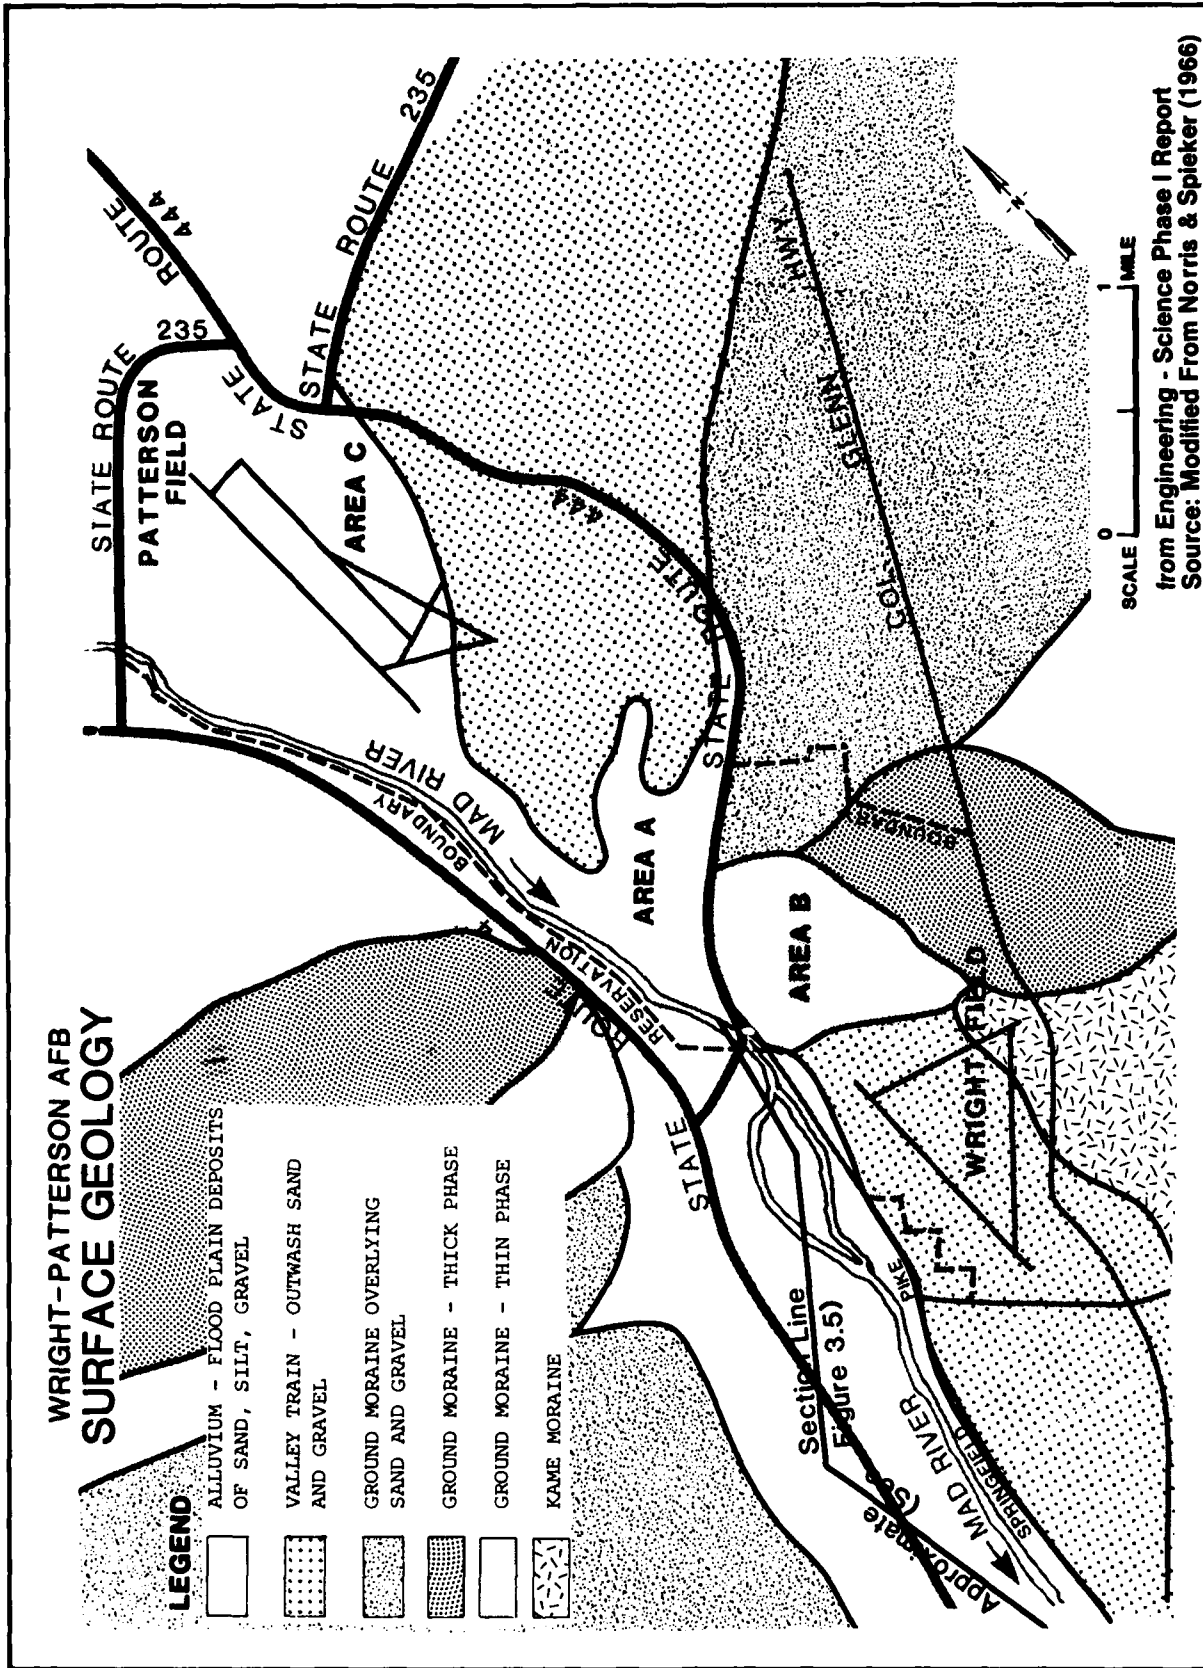 WRIGHT-PATTERSON AFB
SURFACE GEOLOGY
LEGEND
ALLUVIUM - FLOOD PLAIN DEPOSITS
OF SAND, SILT, GRAVEL
VALLEY TRAIN - OUTWASH SAND
AND GRAVEL
GROUND MORAINE OVERLYING
SAND AND GRAVEL
GROUND MORAINE - THICK PHASE
GROUND MORAINE - THIN PHASE
KAME MORAINE
STATE ROUTE
235
PATTERSON
FIELD
STATE
ROUTE
444
STATE ROUTE 235
AREA C
MAD RIVER
RESERVATION BOUNDARY
STATE ROUTE 4
AREA A
STATE ROUTE 444
AREA B
BOUNDAR
WRIGHT FIELD
COL. GLENN HWY.
Approximate Section Line
(See Figure 3.5)
MAD RIVER
SPRINGFIELD PIKE
N
SCALE
0
1
MILE
from Engineering - Science Phase I Report
Source: Modified From Norris & Spieker (1966)